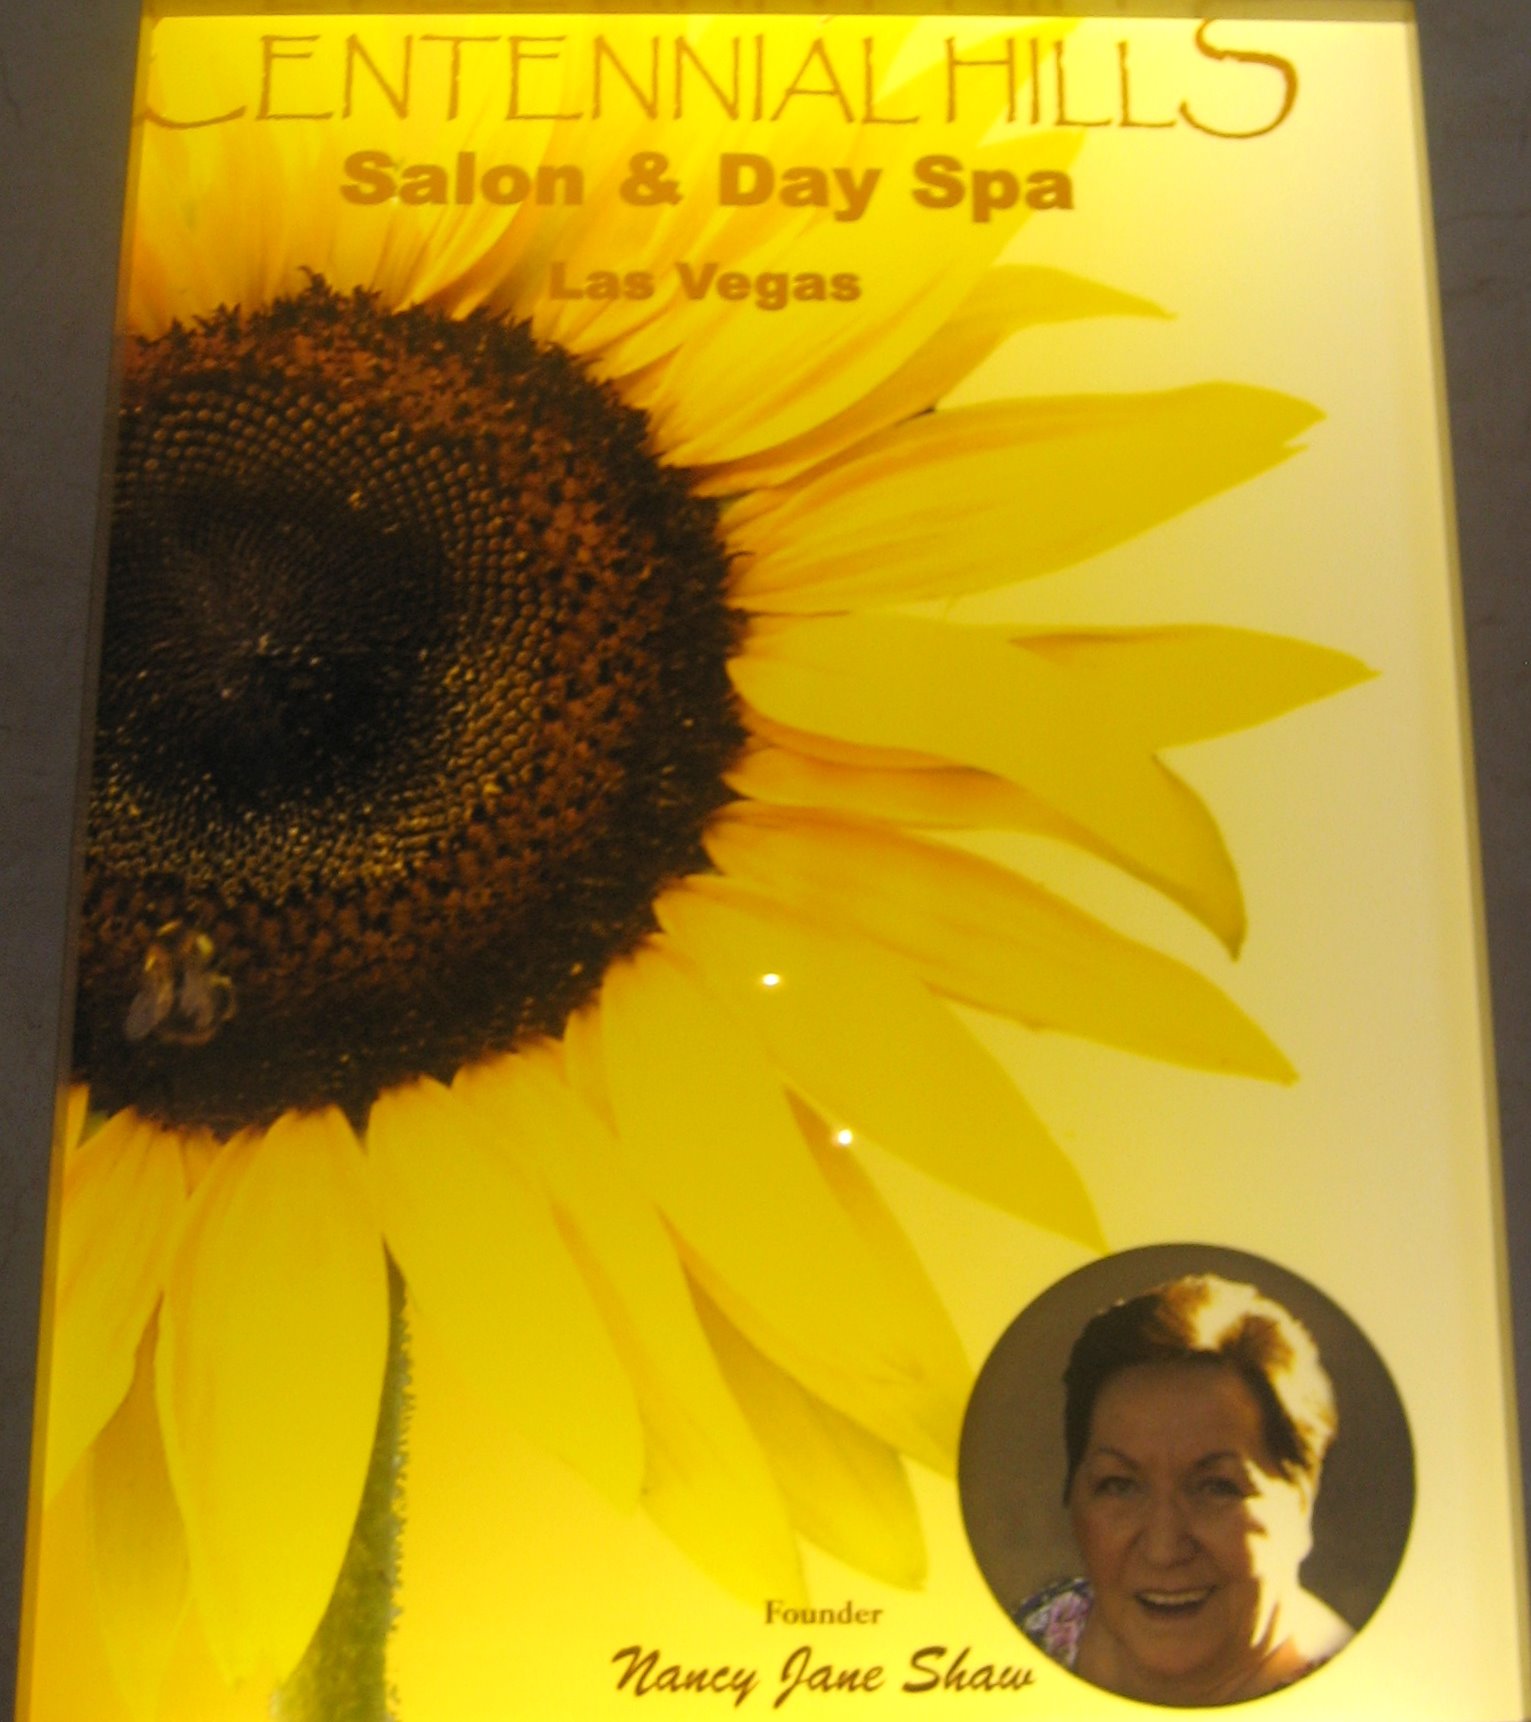 CENTENNIAL HILLS
Salon & Day Spa
Las Vegas
Founder
Nancy Jane Shaw